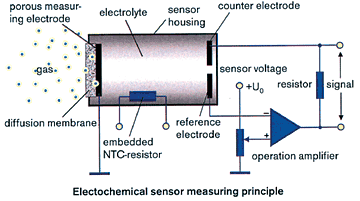 porous measur-
ing electrode
electrolyte
sensor
housing
counter electrode
gas
sensor voltage
+U₀
resistor
signal
diffusion membrane
embedded
NTC-resistor
reference
electrode
−
+
operation amplifier
Electochemical sensor measuring principle